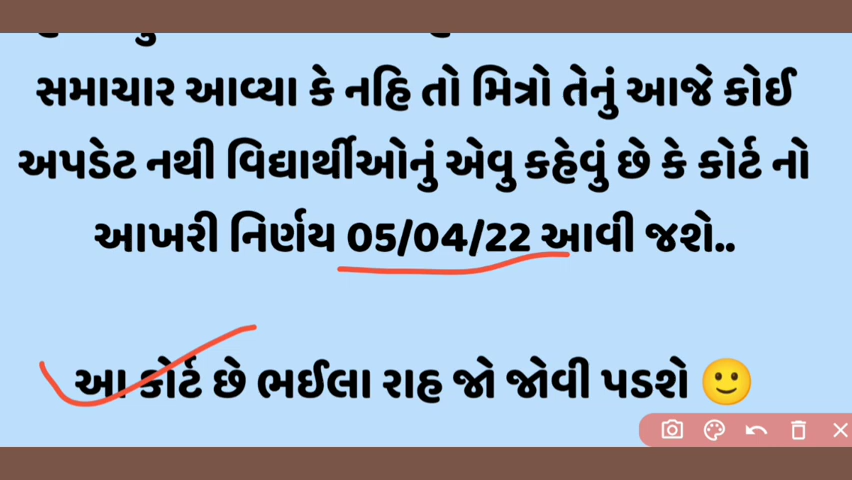 સમાચાર આવ્યા કે નહિ તો મિત્રો તેનું આજે કોઈ
અપડેટ નથી વિદ્યાર્થીઓનું એવુ કહેવું છે કે કોર્ટ નો
આખરી નિર્ણય 05/04/22 આવી જશે..
આ કોર્ટ છે ભઈલા રાહ જો જોવી પડશે 🙂